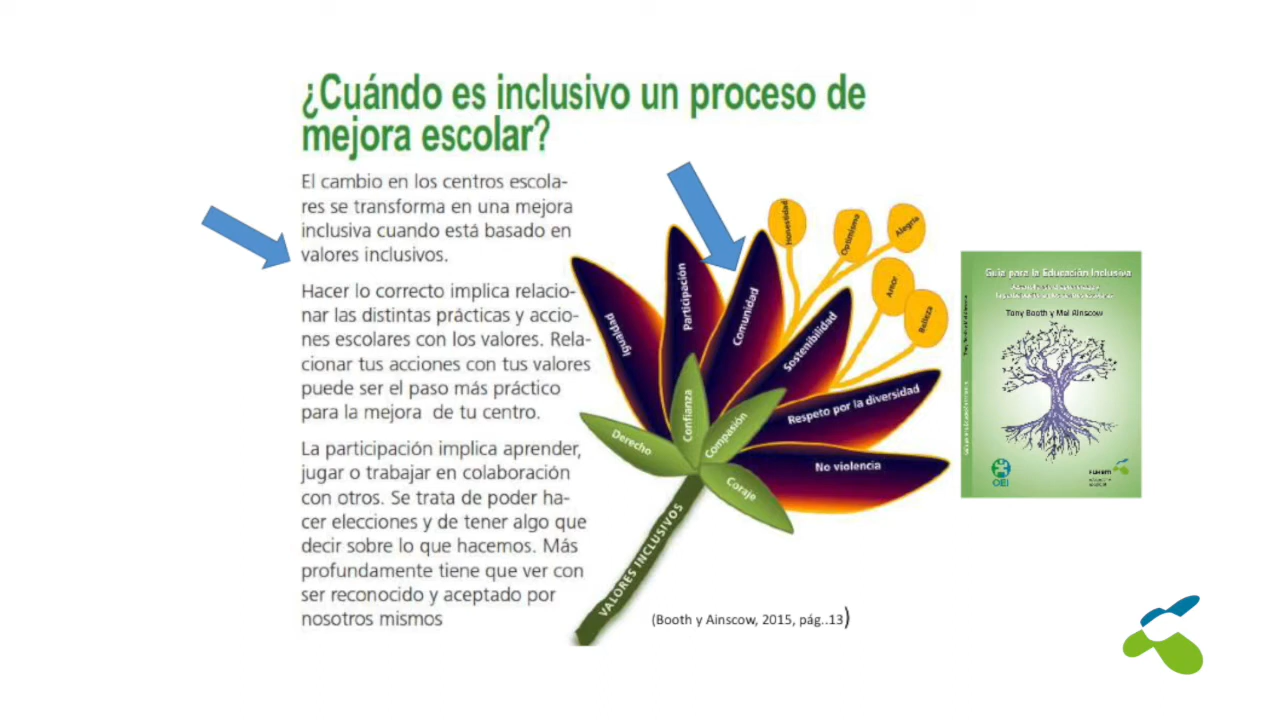 ¿Cuándo es inclusivo un proceso de
mejora escolar?
El cambio en los centros escola-
res se transforma en una mejora
inclusiva cuando está basado en
valores inclusivos.
Hacer lo correcto implica relacio-
nar las distintas prácticas y accio-
nes escolares con los valores. Rela-
cionar tus acciones con tus valores
puede ser el paso más práctico
para la mejora de tu centro.
La participación implica aprender,
jugar o trabajar en colaboración
con otros. Se trata de poder ha-
cer elecciones y de tener algo que
decir sobre lo que hacemos. Más
profundamente tiene que ver con
ser reconocido y aceptado por
nosotros mismos
Igualdad
Participación
Comunidad
Sostenibilidad
Respeto por la diversidad
No violencia
Honestidad
Optimismo
Alegría
Amor
Belleza
Derecho
Confianza
Compasión
Coraje
VALORES INCLUSIVOS
(Booth y Ainscow, 2015, pág..13)
Guía para la Educación Inclusiva
Tony Booth y Mel Ainscow
OEI
FUHEM